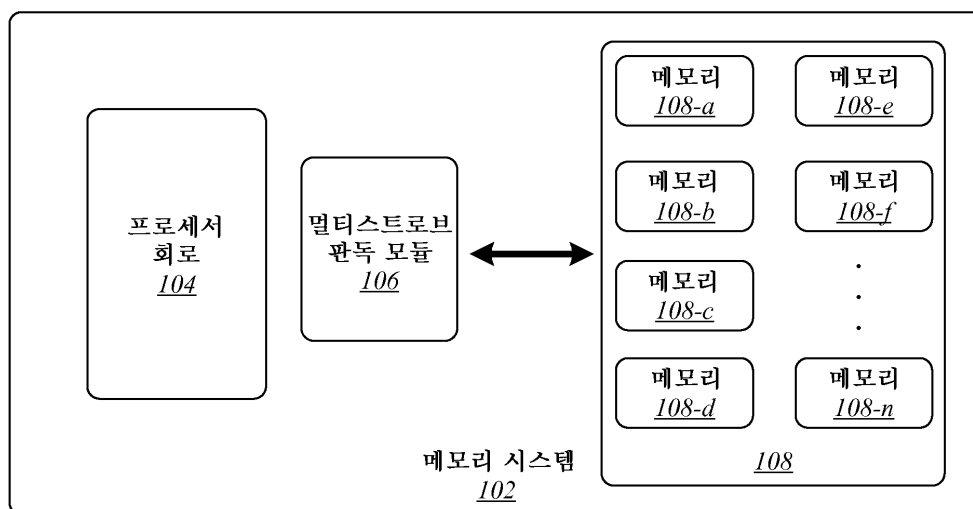 프로세서
회로
104
멀티스트로브
판독 모듈
106
메모리
108-a
메모리
108-e
메모리
108-b
메모리
108-f
메모리
108-c
.
.
.
메모리
108-d
메모리
108-n
108
메모리 시스템
102